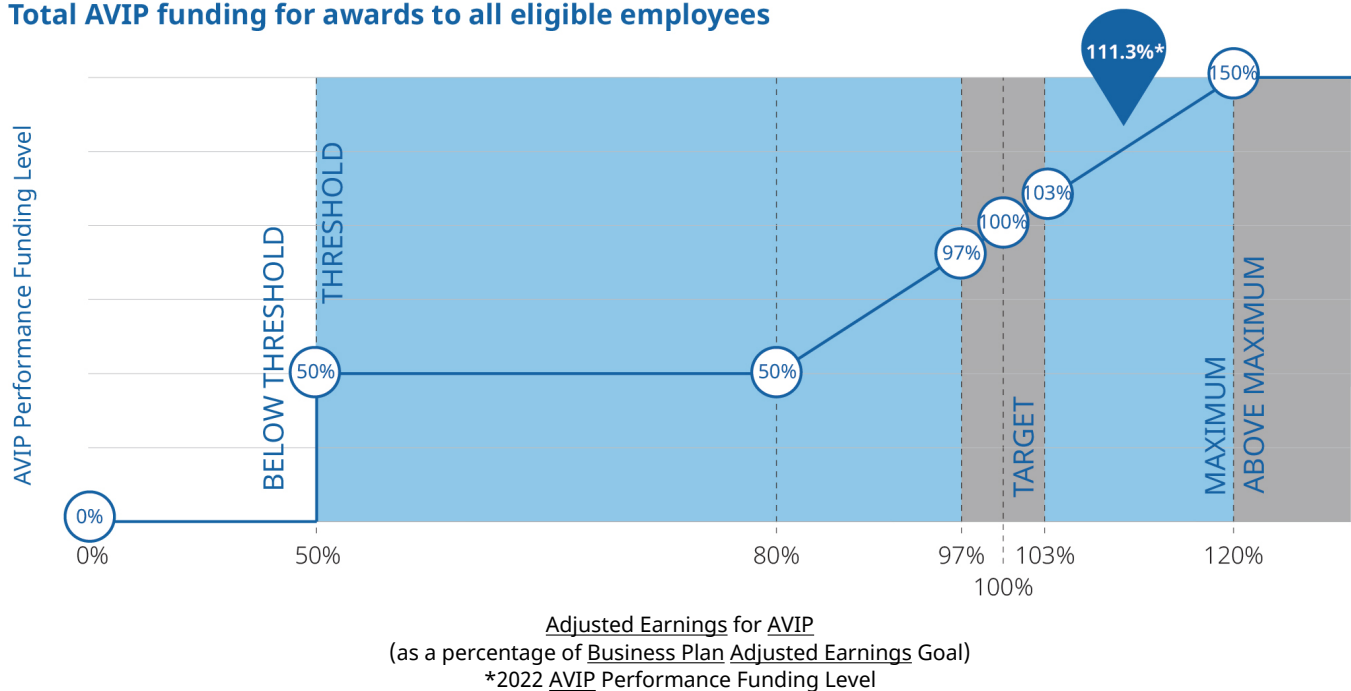 Total AVIP funding for awards to all eligible employees
111.3%*
150%
103%
100%
97%
50%
50%
0%
AVIP Performance Funding Level
BELOW THRESHOLD
THRESHOLD
TARGET
MAXIMUM
ABOVE MAXIMUM
0%
50%
80%
97%
103%
120%
100%
Adjusted Earnings for AVIP
(as a percentage of Business Plan Adjusted Earnings Goal)
*2022 AVIP Performance Funding Level